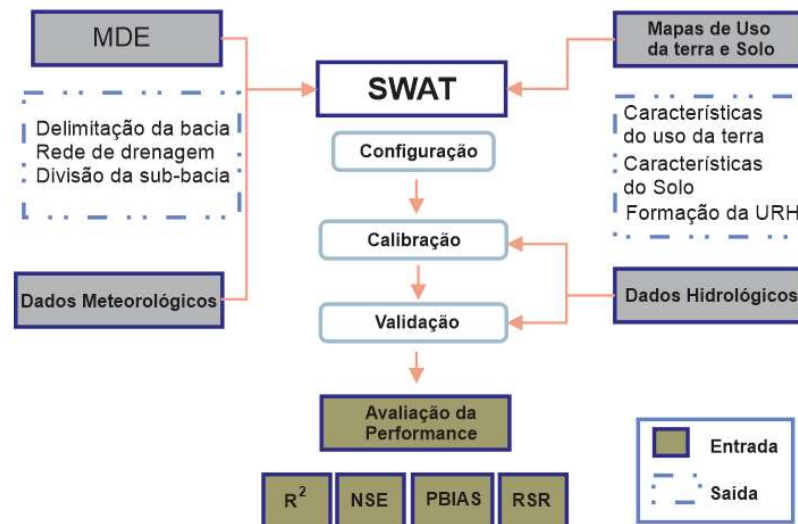 MDE
Mapas de Uso
da terra e Solo
SWAT
Delimitação da bacia
Rede de drenagem
Divisão da sub-bacia
Características
do uso da terra
Características
do Solo
Formação da URH
Configuração
Calibração
Dados Meteorológicos
Dados Hidrológicos
Validação
Avaliação da
Performance
R²
NSE
PBIAS
RSR
Entrada
Saída